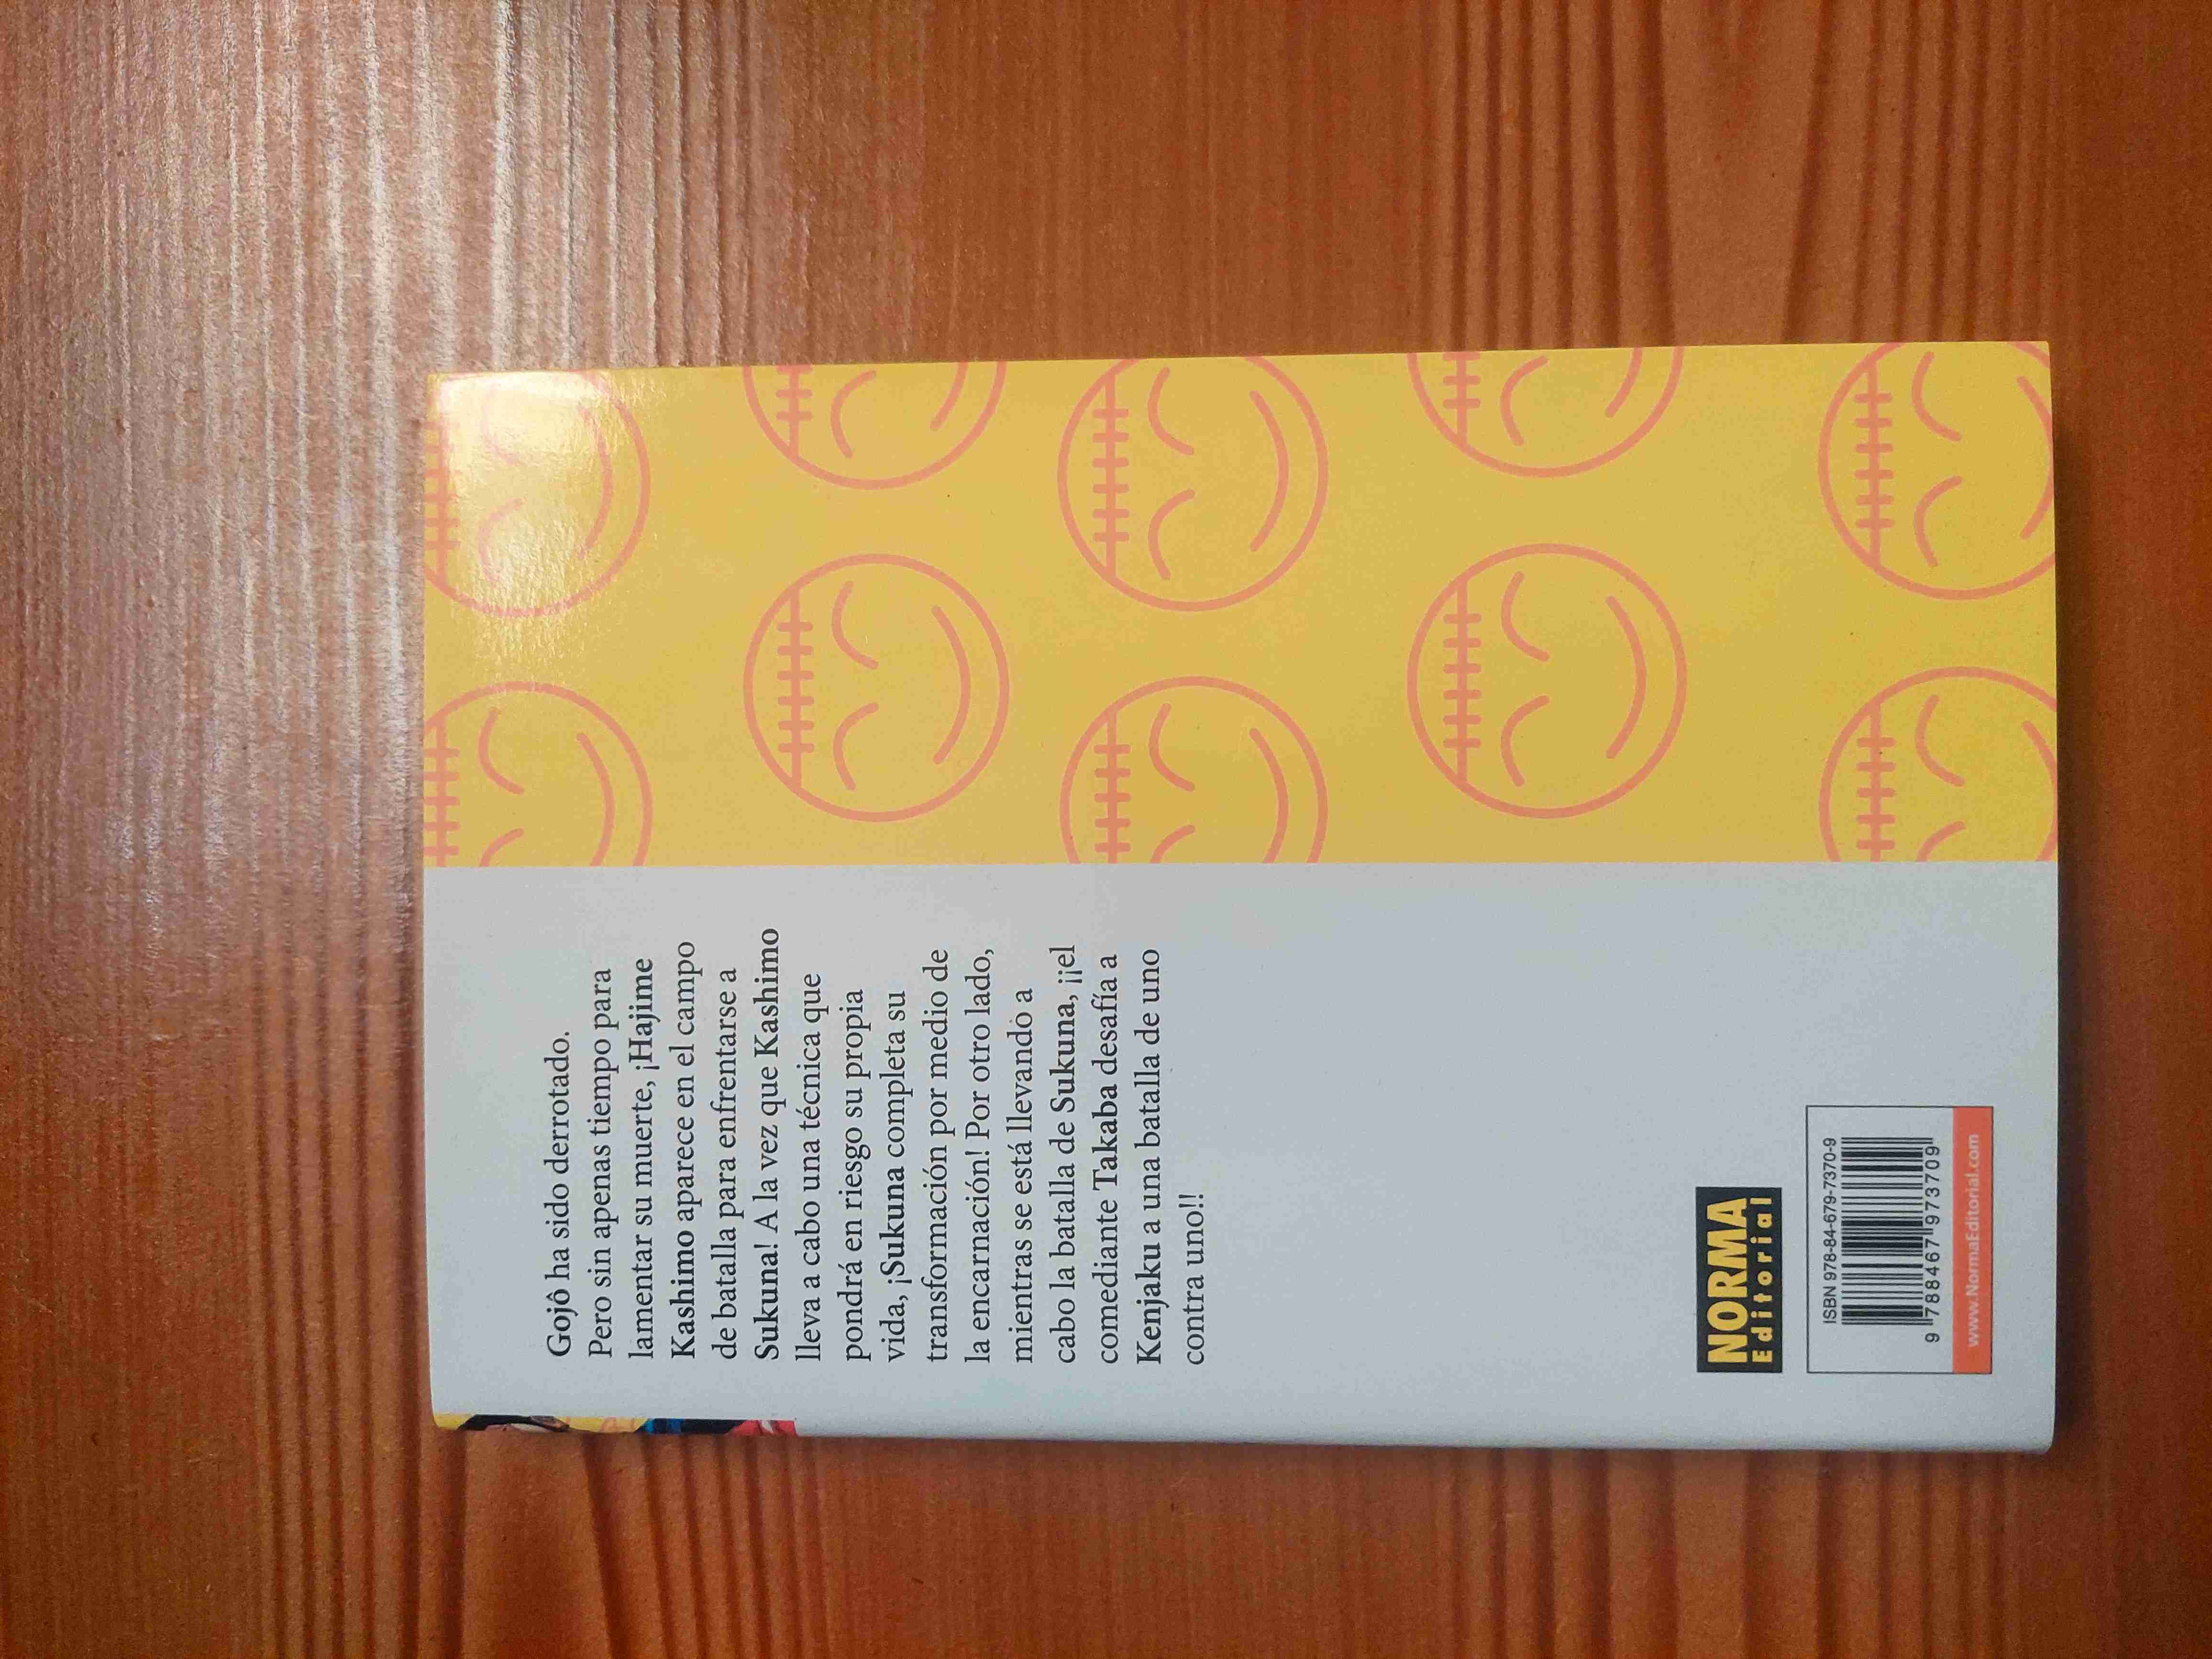 Gojô ha sido derrotado.
Pero sin apenas tiempo para
lamentar su muerte, ¡Hajime
Kashimo aparece en el campo
de batalla para enfrentarse a
Sukuna! A la vez que Kashimo
lleva a cabo una técnica que
pondrá en riesgo su propia
vida, ¡Sukuna completa su
transformación por medio de
la encarnación! Por otro lado,
mientras se está llevando a
cabo la batalla de Sukuna, ¡¡el
comediante Takaba desafía a
Kenjaku a una batalla de uno
contra uno!!
NORMA
Editorial
ISBN 978-84-679-7370-9
9 788467 973709
www.NormaEditorial.com